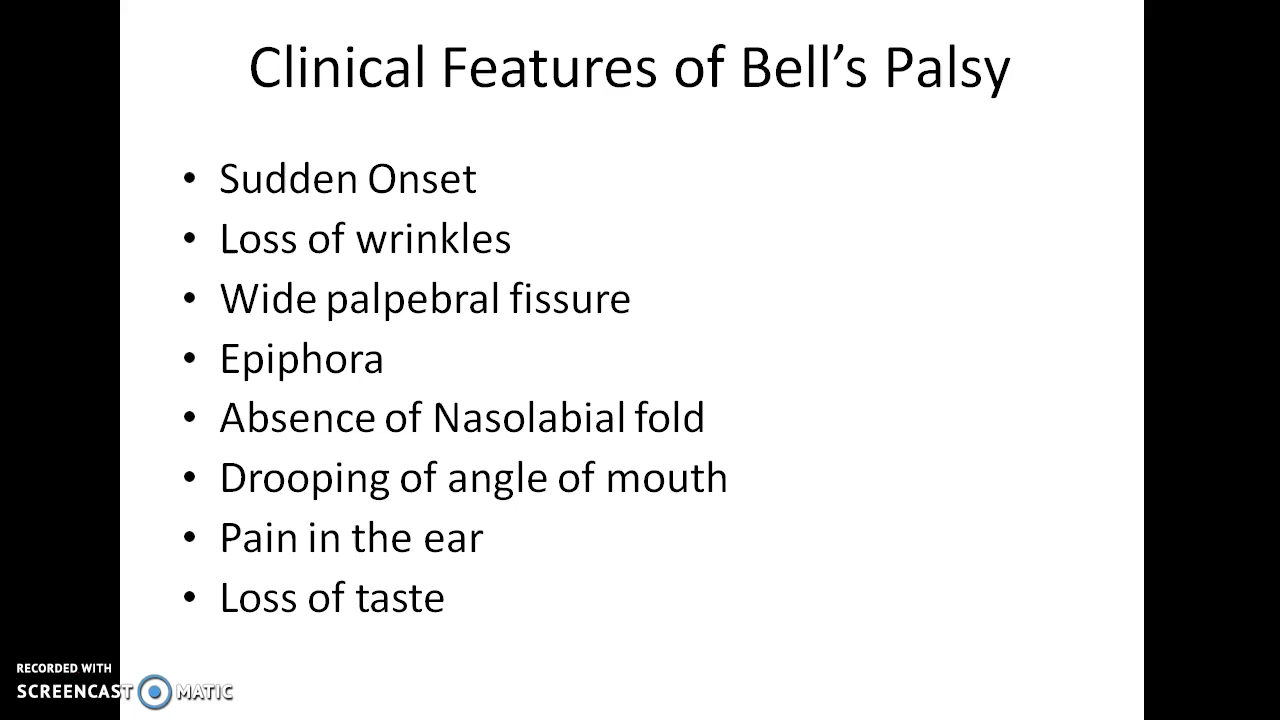 Clinical Features of Bell’s Palsy
• Sudden Onset
• Loss of wrinkles
• Wide palpebral fissure
• Epiphora
• Absence of Nasolabial fold
• Drooping of angle of mouth
• Pain in the ear
• Loss of taste
RECORDED WITH
SCREENCAST MATIC